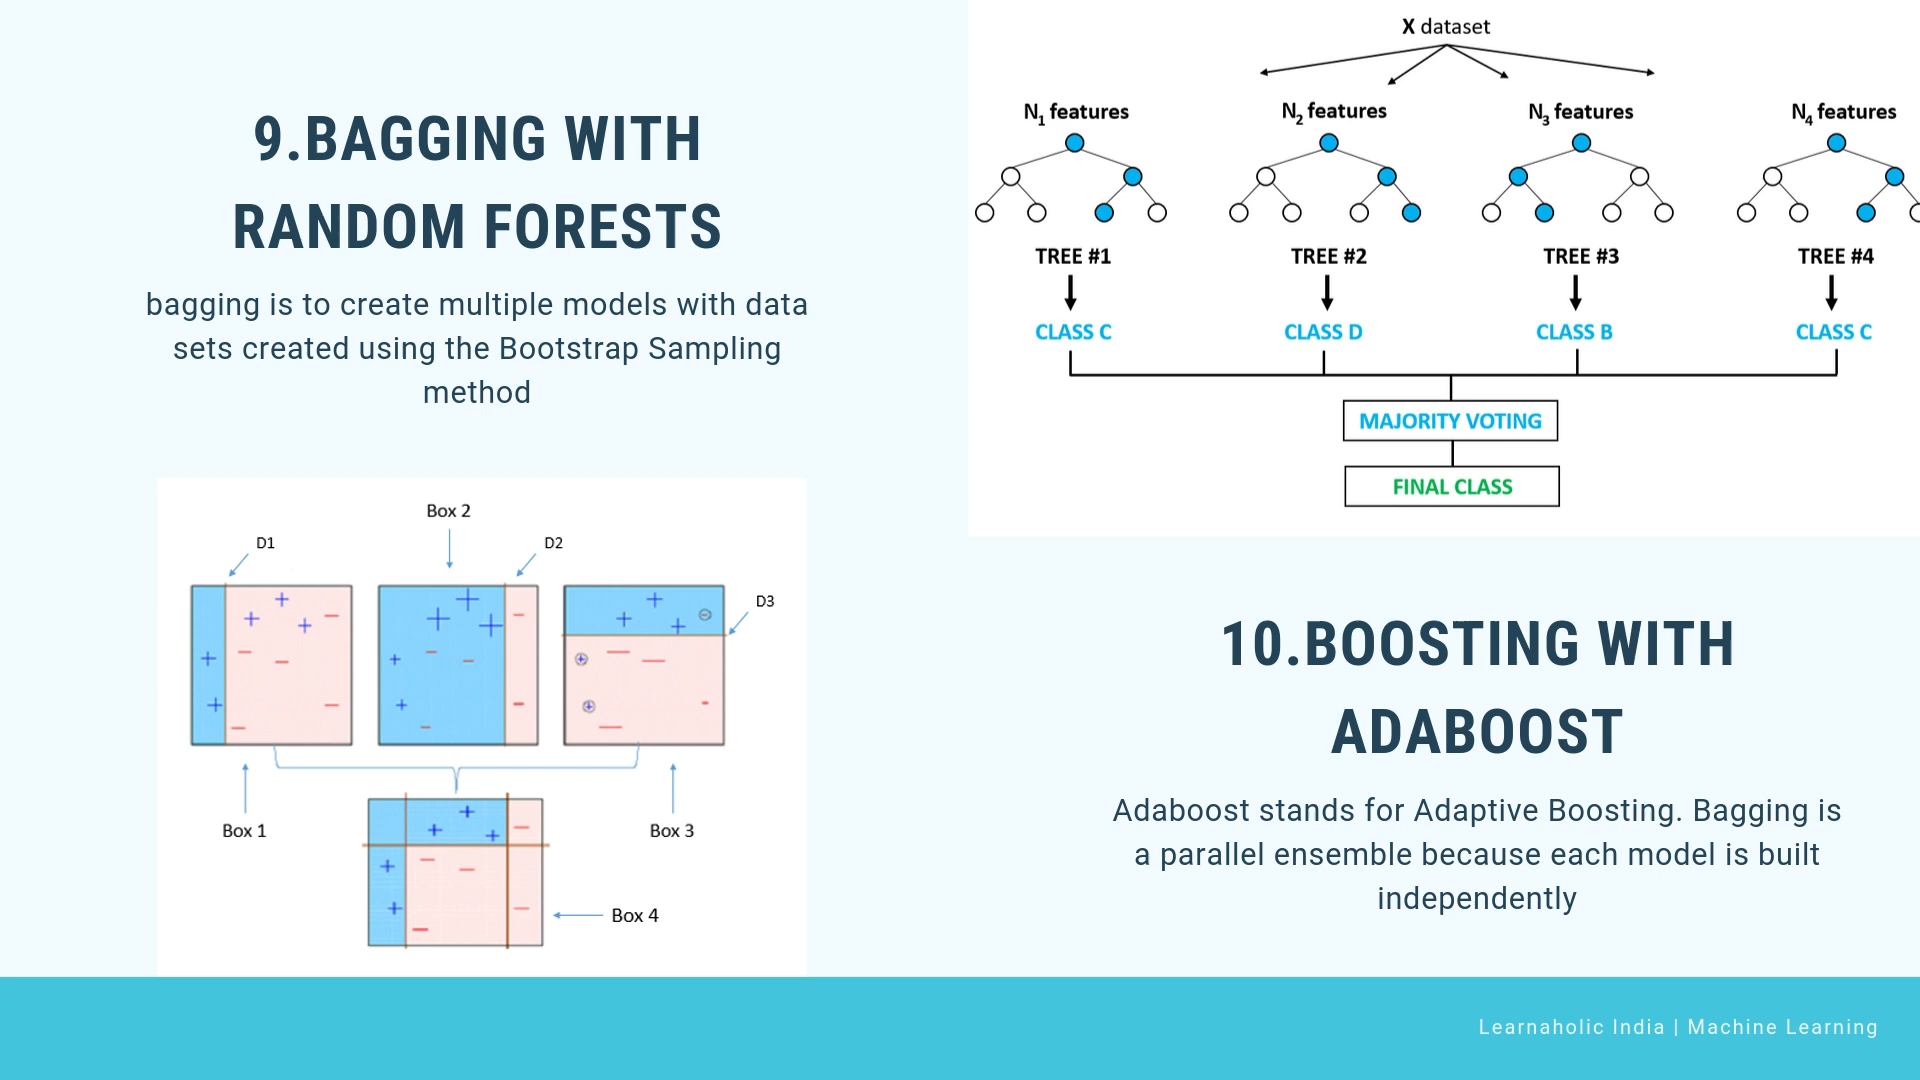 9.BAGGING WITH
RANDOM FORESTS
bagging is to create multiple models with data
sets created using the Bootstrap Sampling
method
X dataset
N1 features
N2 features
N3 features
N4 features
TREE #1
TREE #2
TREE #3
TREE #4
CLASS C
CLASS D
CLASS B
CLASS C
MAJORITY VOTING
FINAL CLASS
Box 2
D1
D2
D3
Box 1
Box 3
Box 4
10.BOOSTING WITH
ADABOOST
Adaboost stands for Adaptive Boosting. Bagging is
a parallel ensemble because each model is built
independently
Learnaholic India | Machine Learning